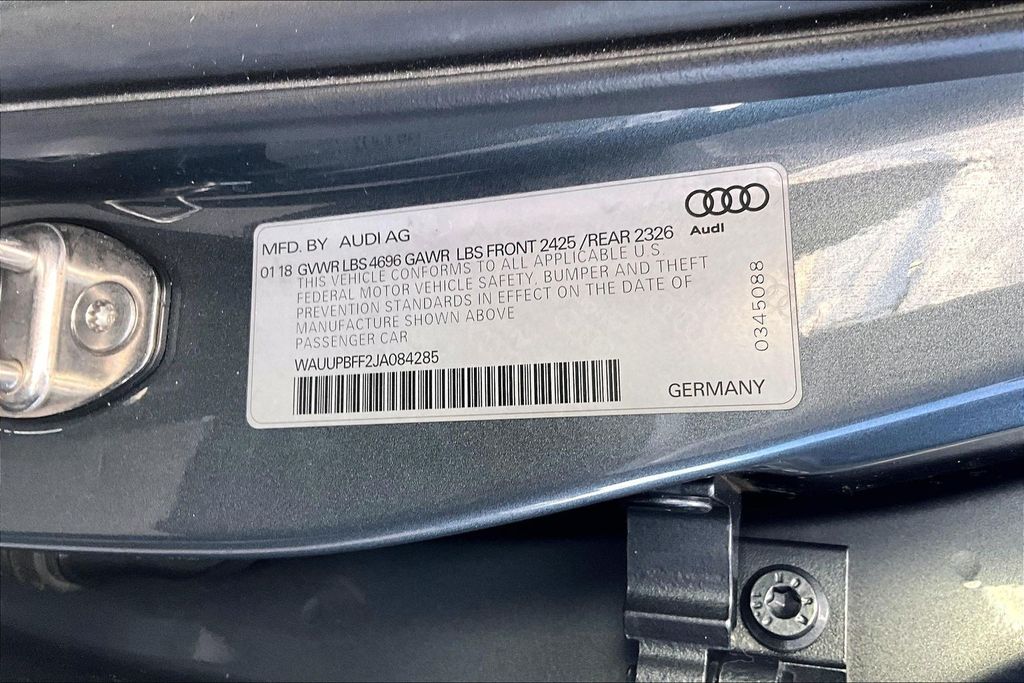 Audi
MFD. BY AUDI AG
01 18 GVWR LBS 4696 GAWR LBS FRONT 2425 /REAR 2326
THIS VEHICLE CONFORMS TO ALL APPLICABLE U.S.
FEDERAL MOTOR VEHICLE SAFETY, BUMPER AND THEFT
PREVENTION STANDARDS IN EFFECT ON THE DATE OF
MANUFACTURE SHOWN ABOVE
PASSENGER CAR
WAUUPBFF2JA084285
GERMANY
0345088